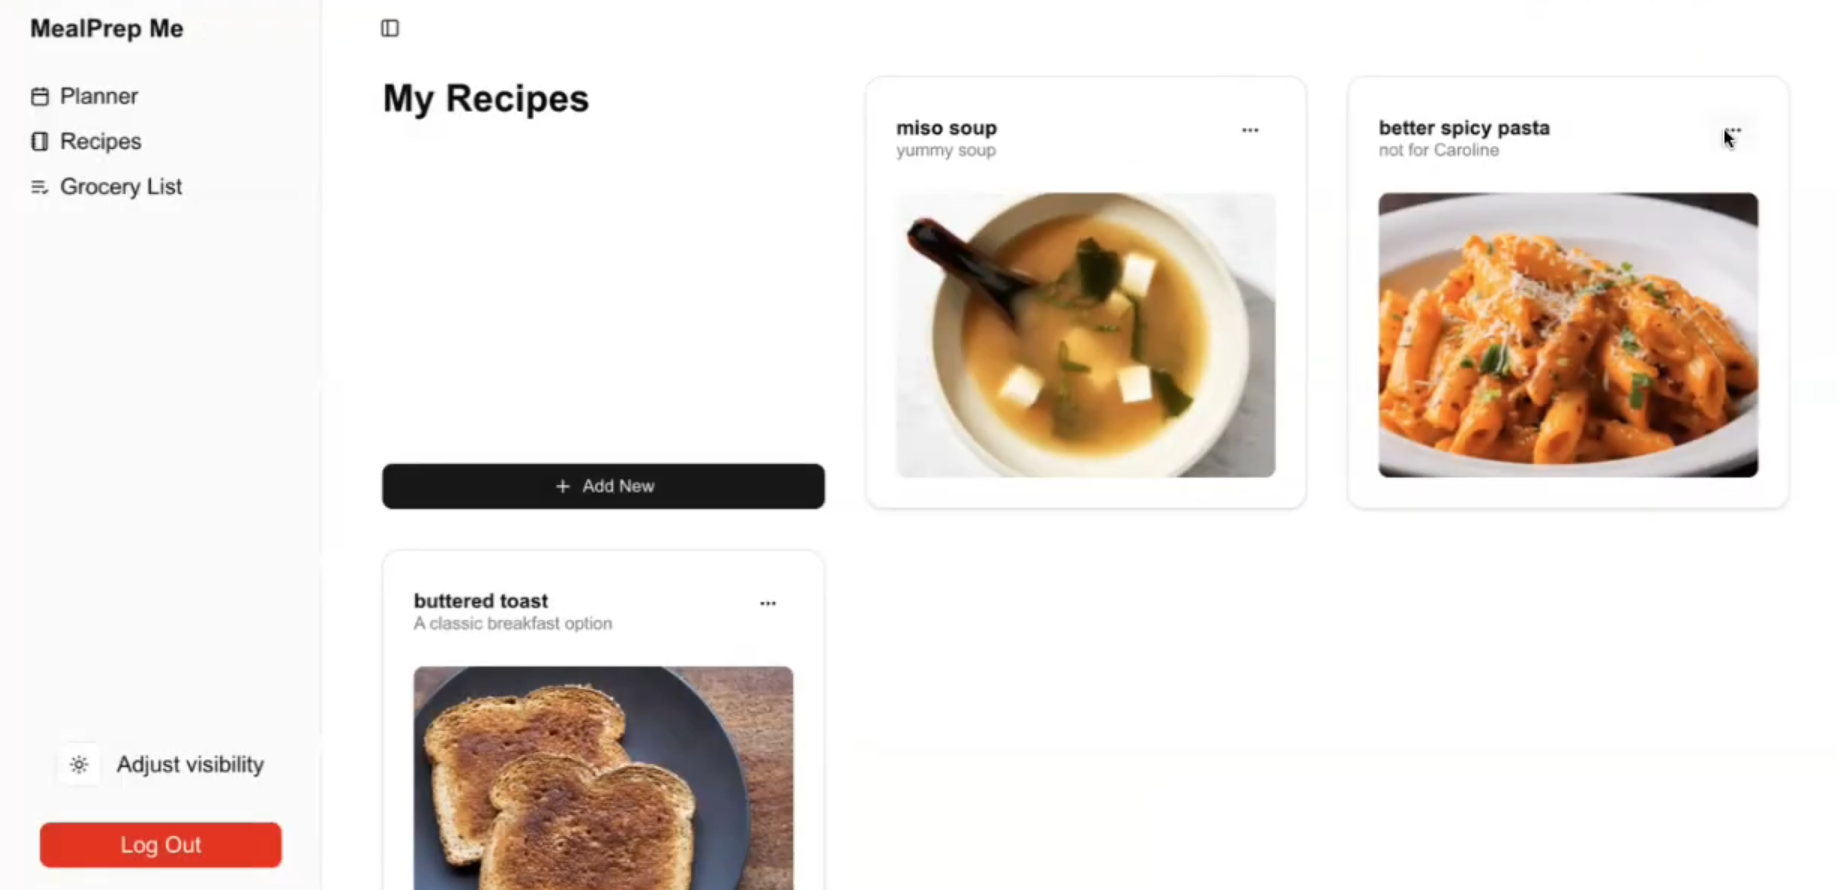 MealPrep Me
Planner
Recipes
Grocery List
Adjust visibility
Log Out
My Recipes
+ Add New
miso soup
yummy soup
better spicy pasta
not for Caroline
buttered toast
A classic breakfast option